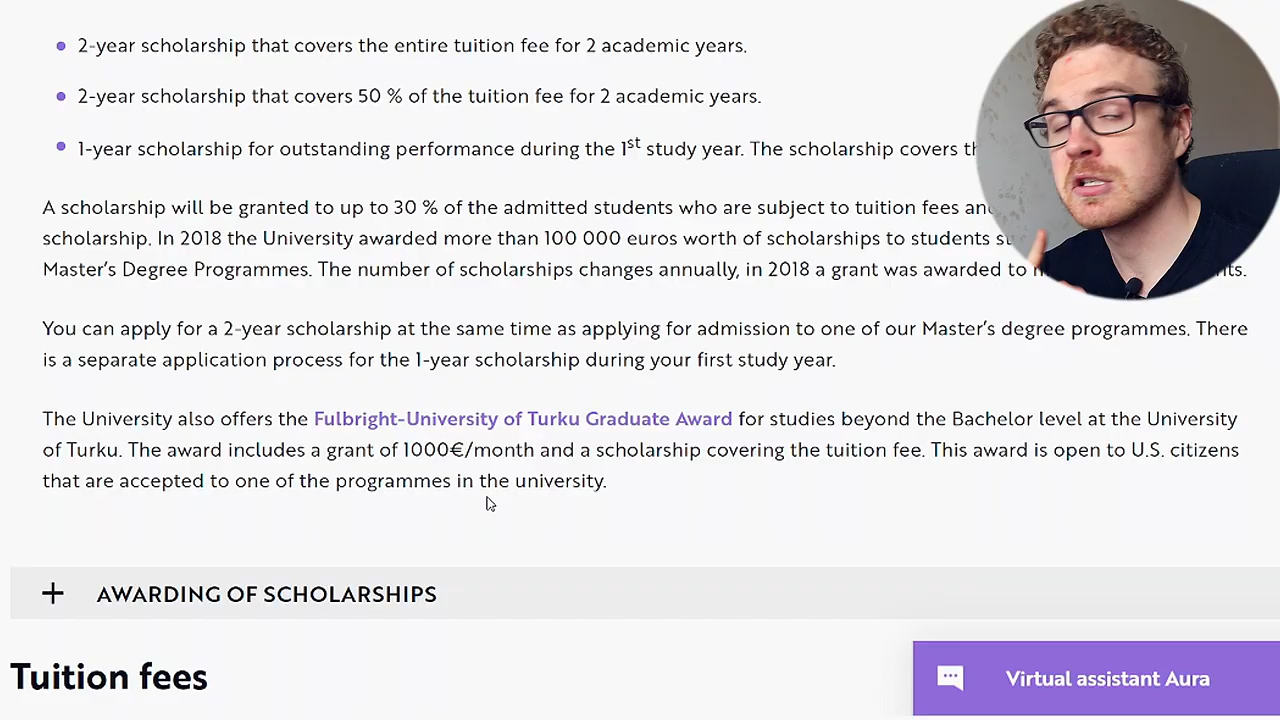 2-year scholarship that covers the entire tuition fee for 2 academic years.
2-year scholarship that covers 50 % of the tuition fee for 2 academic years.
1-year scholarship for outstanding performance during the 1st study year. The scholarship covers
A scholarship will be granted to up to 30 % of the admitted students who are subject to tuition fees
scholarship. In 2018 the University awarded more than 100 000 euros worth of scholarships to students
Master's Degree Programmes. The number of scholarships changes annually, in 2018 a grant was awarded to
You can apply for a 2-year scholarship at the same time as applying for admission to one of our Master's degree programmes. There
is a separate application process for the 1-year scholarship during your first study year.
The University also offers the Fulbright-University of Turku Graduate Award for studies beyond the Bachelor level at the University
of Turku. The award includes a grant of 1000€/month and a scholarship covering the tuition fee. This award is open to U.S. citizens
that are accepted to one of the programmes in the university.
+ AWARDING OF SCHOLARSHIPS
Tuition fees
Virtual assistant Aura